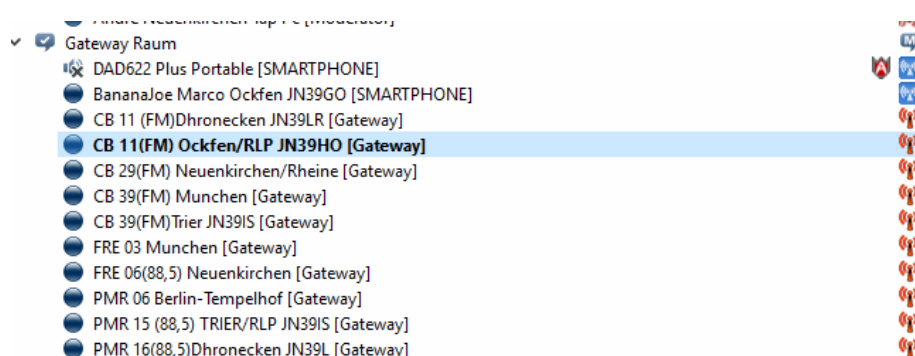 Gateway Raum
DAD622 Plus Portable [SMARTPHONE]
BananaJoe Marco Ockfen JN39GO [SMARTPHONE]
CB 11 (FM)Dhronecken JN39LR [Gateway]
CB 11(FM) Ockfen/RLP JN39HO [Gateway]
CB 29(FM) Neuenkirchen/Rheine [Gateway]
CB 39(FM) Munchen [Gateway]
CB 39(FM)Trier JN39IS [Gateway]
FRE 03 Munchen [Gateway]
FRE 06(88,5) Neuenkirchen [Gateway]
PMR 06 Berlin-Tempelhof [Gateway]
PMR 15 (88,5) TRIER/RLP JN39IS [Gateway]
PMR 16(88,5)Dhronecken JN39L [Gateway]